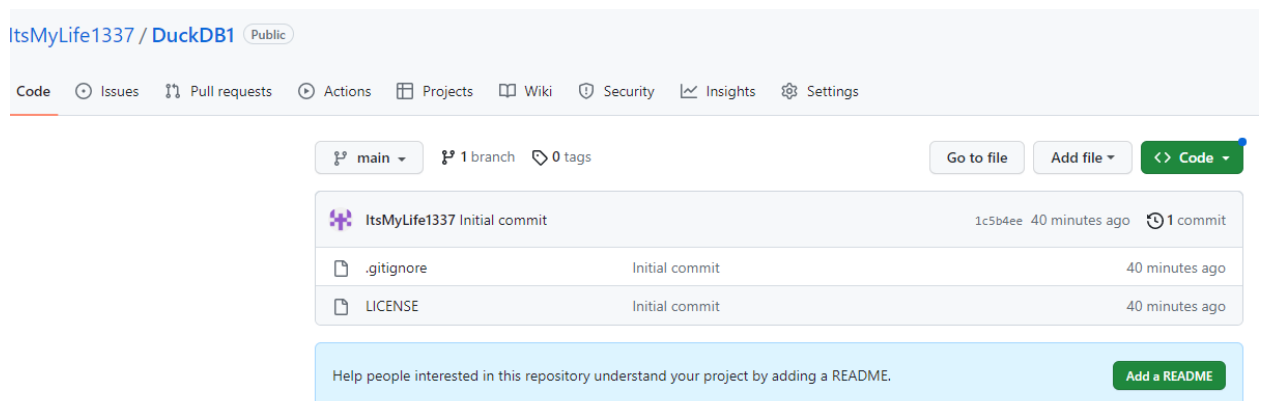 ItsMyLife1337 / DuckDB1 Public
Code Issues Pull requests Actions Projects Wiki Security Insights Settings
main 1 branch 0 tags Go to file Add file Code
ItsMyLife1337 Initial commit 1c5b4ee 40 minutes ago 1 commit
.gitignore Initial commit 40 minutes ago
LICENSE Initial commit 40 minutes ago
Help people interested in this repository understand your project by adding a README. Add a README